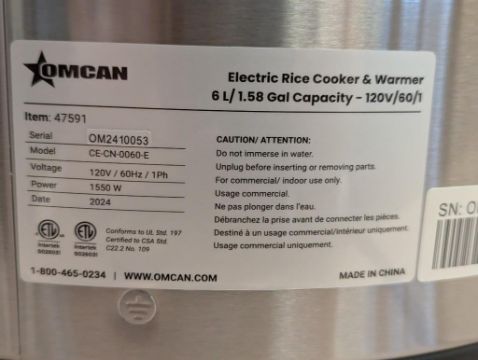 OMCAN
Electric Rice Cooker & Warmer
6 L/ 1.58 Gal Capacity - 120V/60/1
Item: 47591
Serial OM2410053
Model CE-CN-0060-E
Voltage 120V / 60Hz / 1Ph
Power 1550 W
Date 2024
CAUTION/ ATTENTION:
Do not immerse in water.
Unplug before inserting or removing parts.
For commercial/ indoor use only.
Usage commercial.
Ne pas plonger dans l'eau.
Débranchez la prise avant de connecter les pièces.
Destiné à un usage commercial/intérieur uniquement.
Usage commercial uniquement.
ETL ETL
Intertek Intertek
Conforms to UL Std. 197
Certified to CSA Std.
C22.2 No. 109
1-800-465-0234 | WWW.OMCAN.COM
MADE IN CHINA
SN: